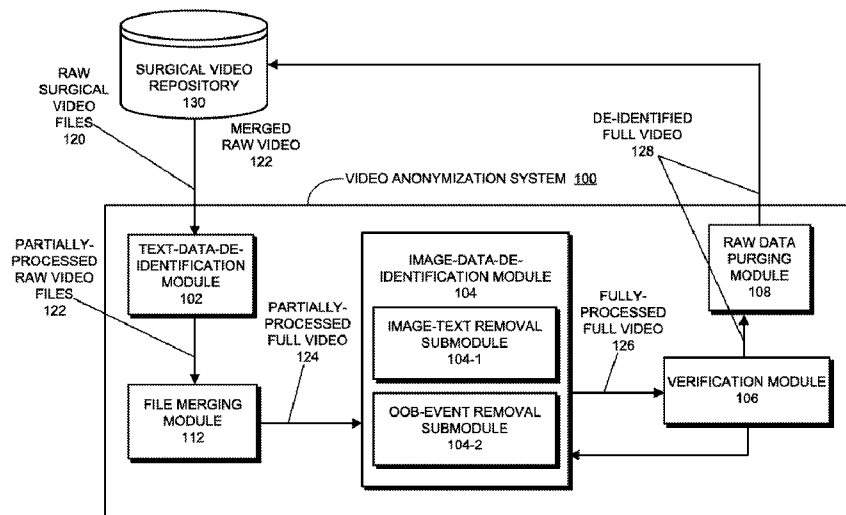 RAW
SURGICAL
VIDEO
FILES
120
SURGICAL VIDEO
REPOSITORY
130
MERGED
RAW VIDEO
122
DE-IDENTIFIED
FULL VIDEO
128
VIDEO ANONYMIZATION SYSTEM 100
PARTIALLY-
PROCESSED
RAW VIDEO
FILES
122
TEXT-DATA-DE-
IDENTIFICATION
MODULE
102
PARTIALLY-
PROCESSED
FULL VIDEO
124
FILE MERGING
MODULE
112
IMAGE-DATA-DE-
IDENTIFICATION MODULE
104
IMAGE-TEXT REMOVAL
SUBMODULE
104-1
OOB-EVENT REMOVAL
SUBMODULE
104-2
FULLY-
PROCESSED
FULL VIDEO
126
RAW DATA
PURGING
MODULE
108
VERIFICATION MODULE
106